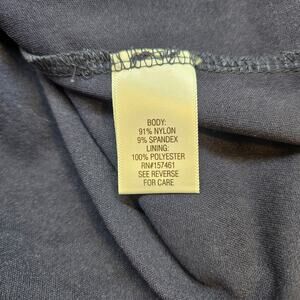 BODY:
91% NYLON
9% SPANDEX
LINING:
100% POLYESTER
RN#157461
SEE REVERSE
FOR CARE